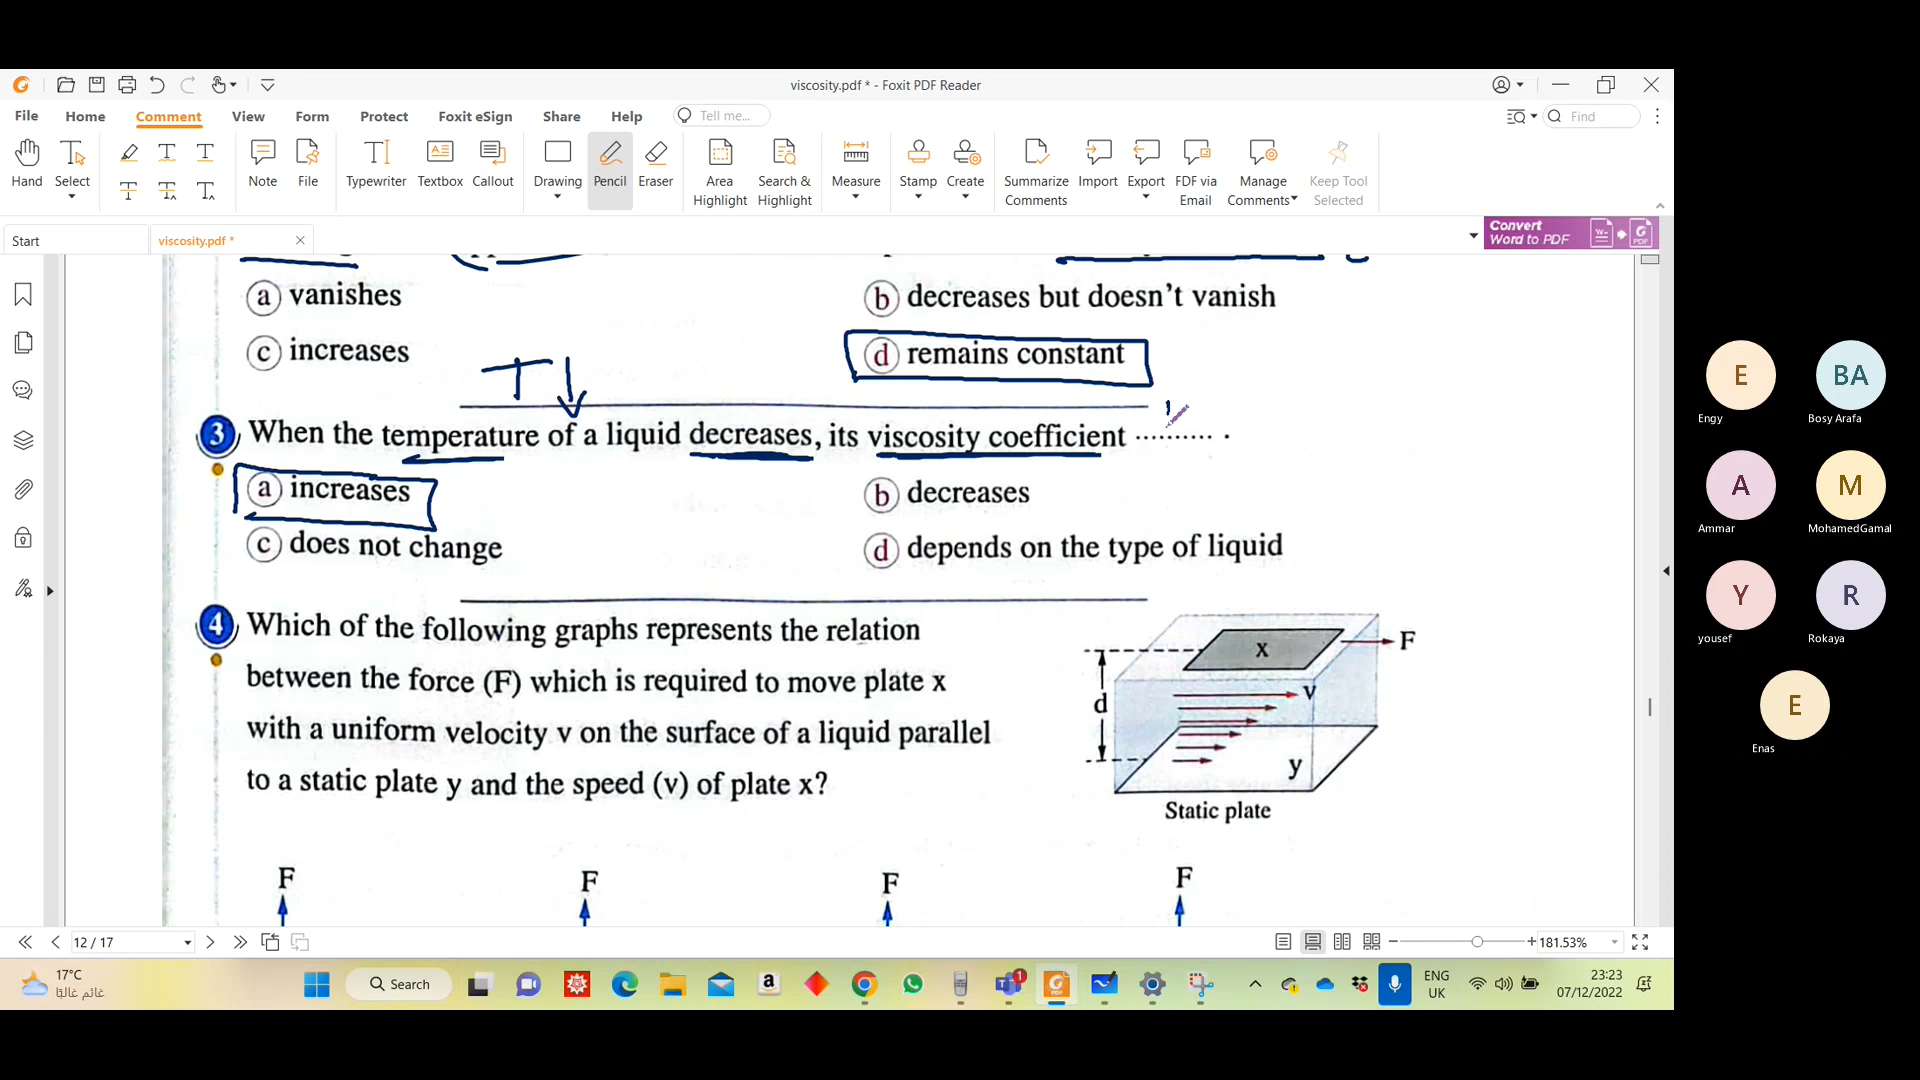 viscosity.pdf * - Foxit PDF Reader
File Home Comment View Form Protect Foxit eSign Share Help Tell me... Find
Hand Select Note File Typewriter Textbox Callout Drawing Pencil Eraser Area Highlight Search & Highlight Measure Stamp Create Summarize Comments Import Export FDF via Email Manage Comments Keep Tool Selected
Start viscosity.pdf * Convert Word to PDF
a vanishes b decreases but doesn't vanish
c increases d remains constant
T
3 When the temperature of a liquid decreases, its viscosity coefficient .......... .
a increases b decreases
c does not change d depends on the type of liquid
4 Which of the following graphs represents the relation
between the force (F) which is required to move plate x
with a uniform velocity v on the surface of a liquid parallel
to a static plate y and the speed (v) of plate x?
x F
v
d
y
Static plate
F F F F
12 / 17 181.53%
17°C
غائم غالبًا
Search
ENG
UK
23:23
07/12/2022
E BA
Engy Bosy Arafa
A M
Ammar MohamedGamal
Y R
yousef Rokaya
E
Enas